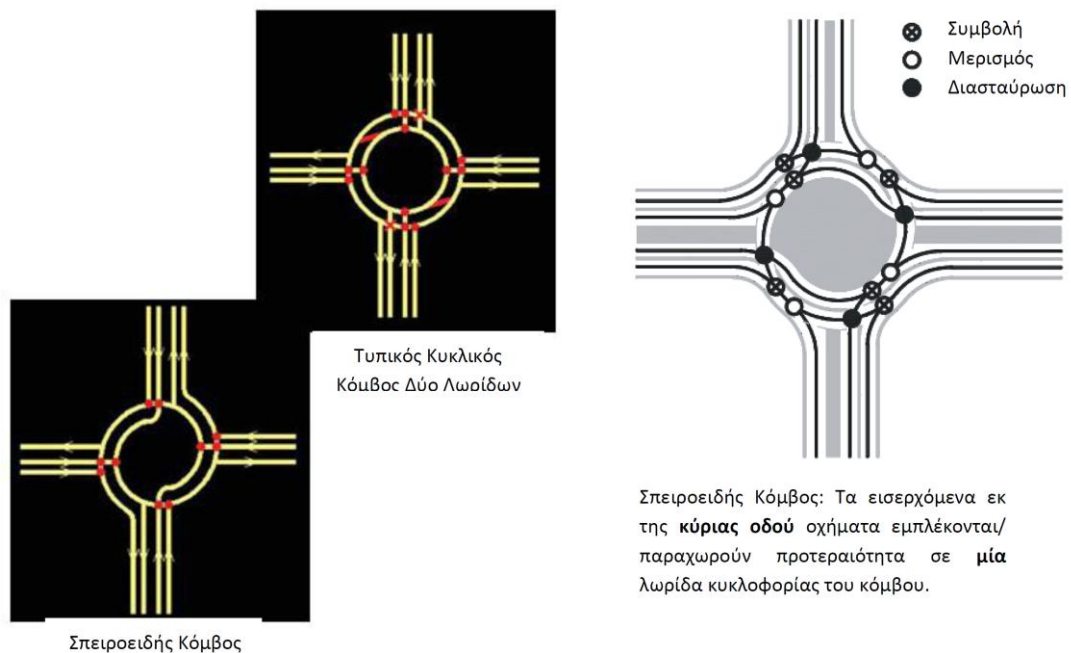 Συμβολή
Μερισμός
Διασταύρωση
Τυπικός Κυκλικός
Κόμβος Δύο Λωρίδων
Σπειροειδής Κόμβος: Τα εισερχόμενα εκ
της κύριας οδού οχήματα εμπλέκονται/
παραχωρούν προτεραιότητα σε μία
λωρίδα κυκλοφορίας του κόμβου.
Σπειροειδής Κόμβος